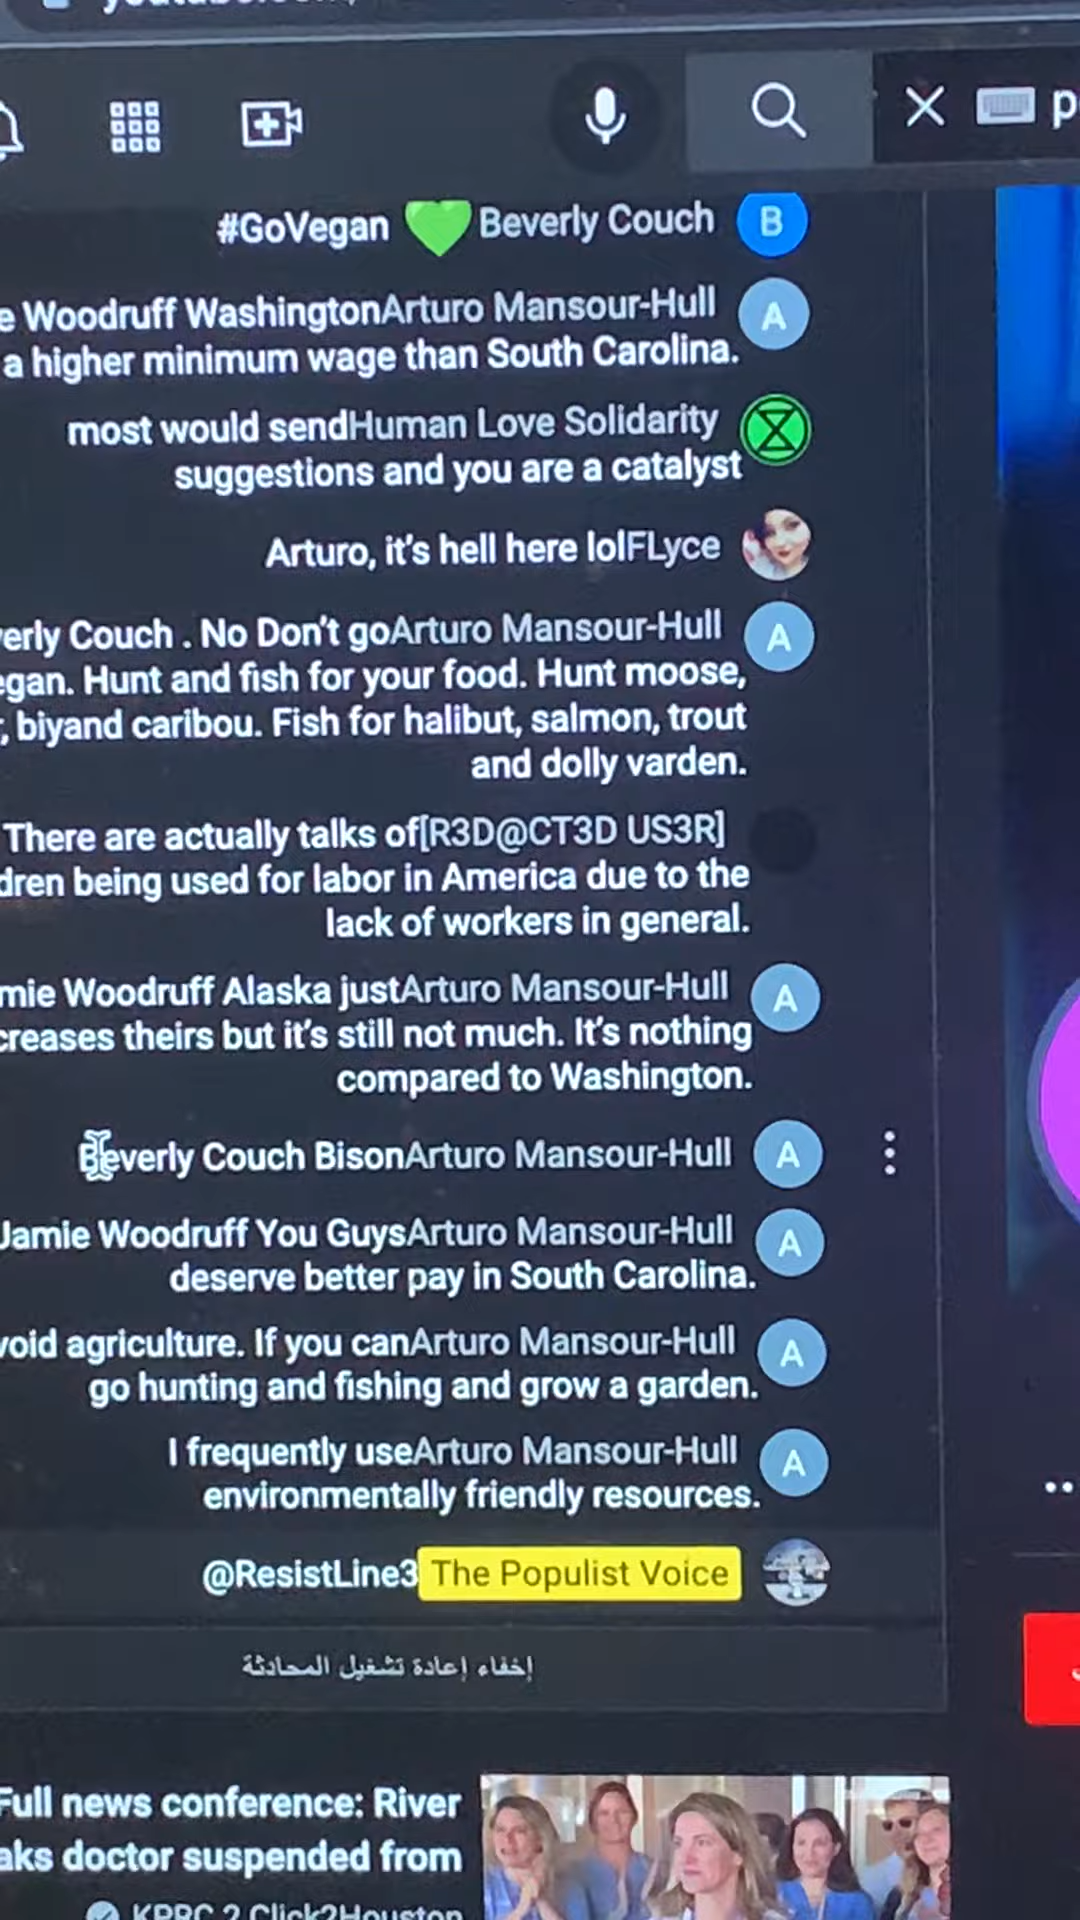 #GoVegan 💚 Beverly Couch B
Woodruff WashingtonArturo Mansour-Hull A
a higher minimum wage than South Carolina.
most would sendHuman Love Solidarity
suggestions and you are a catalyst
Arturo, it's hell here lolFLyce
Couch . No Don't goArturo Mansour-Hull A
Hunt and fish for your food. Hunt moose,
, biyand caribou. Fish for halibut, salmon, trout
and dolly varden.
There are actually talks of[R3D@CT3D US3R]
being used for labor in America due to the
lack of workers in general.
Woodruff Alaska justArturo Mansour-Hull A
theirs but it's still not much. It's nothing
compared to Washington.
Beverly Couch BisonArturo Mansour-Hull A
Jamie Woodruff You GuysArturo Mansour-Hull A
deserve better pay in South Carolina.
agriculture. If you canArturo Mansour-Hull A
go hunting and fishing and grow a garden.
I frequently useArturo Mansour-Hull A
environmentally friendly resources.
@ResistLine3 The Populist Voice
إخفاء إعادة تشغيل المحادثة
Full news conference: River
doctor suspended from
KPRC 2 Click2Houston